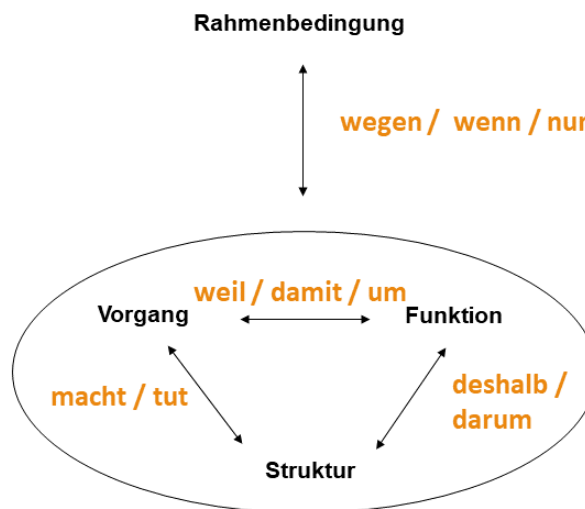 Rahmenbedingung
wegen / wenn / nur
weil / damit / um
Vorgang
Funktion
macht / tut
deshalb /
darum
Struktur